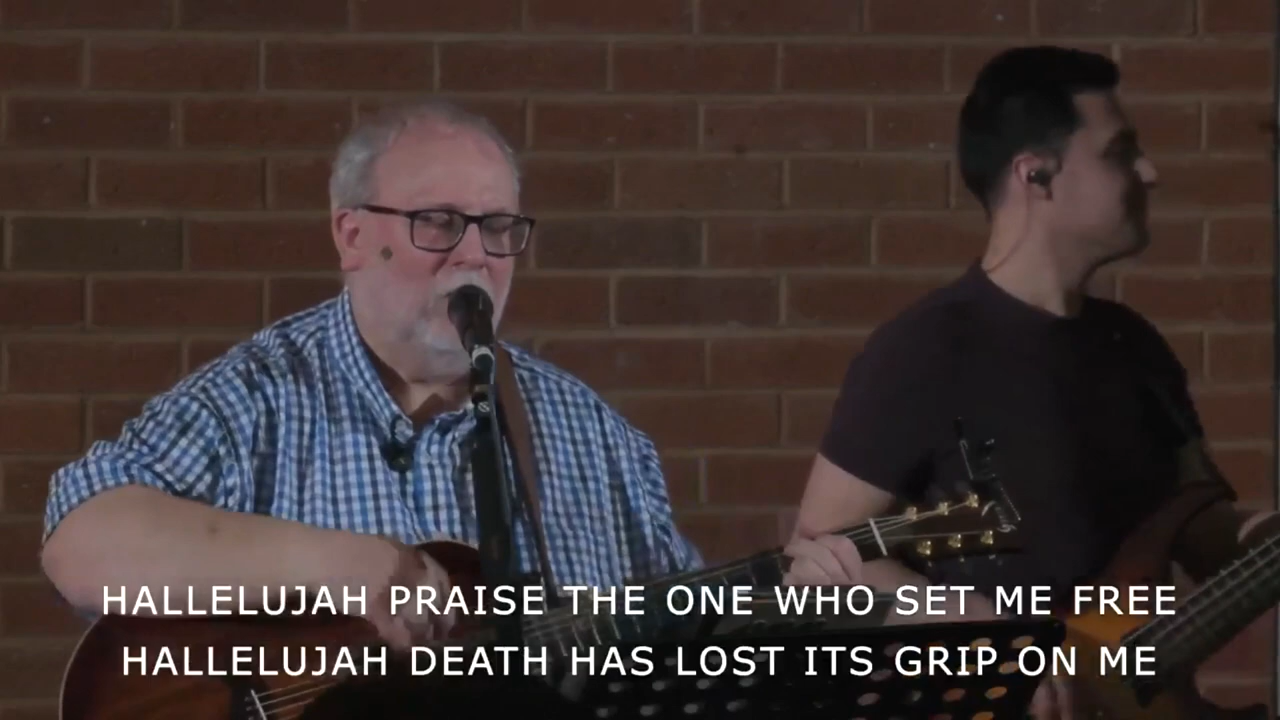 HALLELUJAH PRAISE THE ONE WHO SET ME FREE
HALLELUJAH DEATH HAS LOST ITS GRIP ON ME